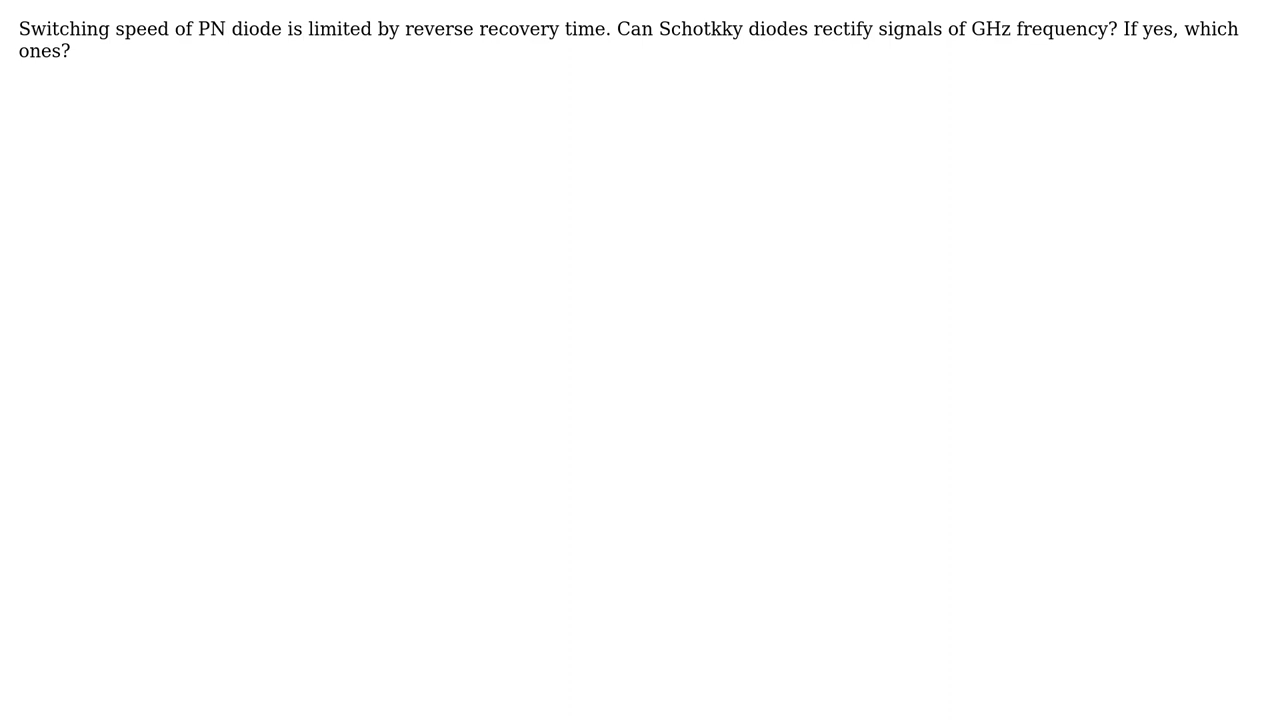 Switching speed of PN diode is limited by reverse recovery time. Can Schotkky diodes rectify signals of GHz frequency? If yes, which
ones?